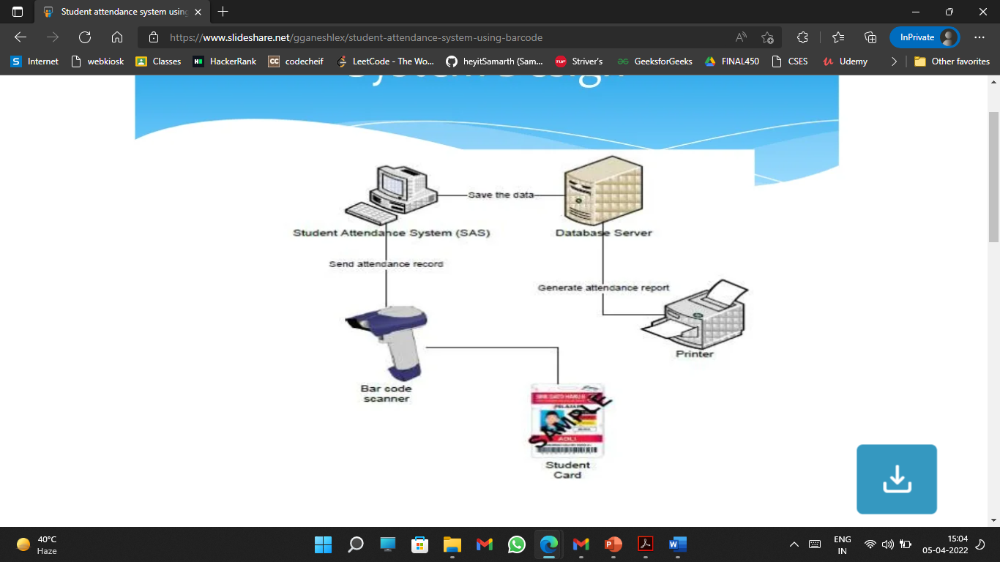 Student attendance system using
https://www.slideshare.net/gganeshlex/student-attendance-system-using-barcode
InPrivate
Internet
webkiosk
Classes
HackerRank
codecheif
LeetCode - The Wo...
heyitSamarth (Sam...
Striver's
GeeksforGeeks
FINAL450
CSES
Udemy
Other favorites
System Design
Save the data
Student Attendance System (SAS)
Database Server
Send attendance record
Generate attendance report
Printer
Bar code
scanner
SAMPLE
Student
Card
40°C
Haze
ENG
IN
15:04
05-04-2022